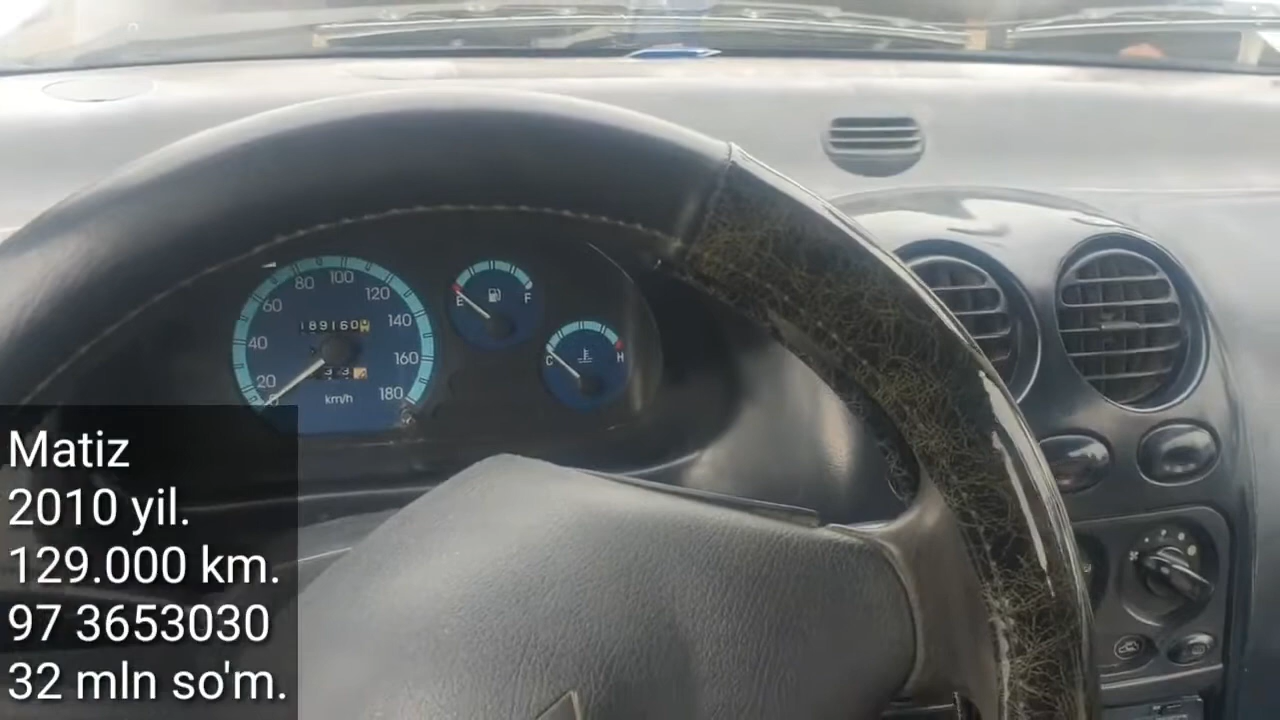 80 100
60 120
189160
40 140
160
20
0 km/h 180
E F
C H
Matiz
2010 yil.
129.000 km.
97 3653030
32 mln so'm.